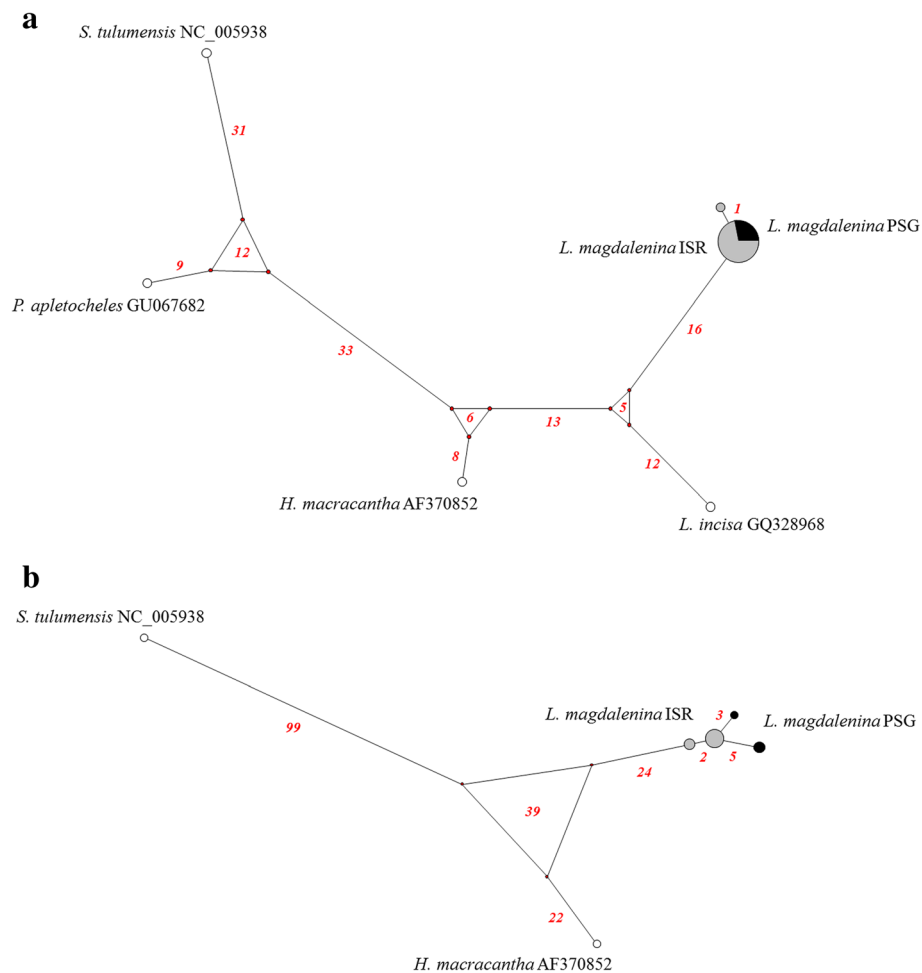 a
S. tulumensis NC_005938
31
1
L. magdalenina PSG
L. magdalenina ISR
12
9
P. apletocheles GU067682
16
33
5
6
13
8
12
H. macracantha AF370852
L. incisa GQ328968
b
S. tulumensis NC_005938
L. magdalenina ISR
3
L. magdalenina PSG
99
2
5
24
39
22
H. macracantha AF370852